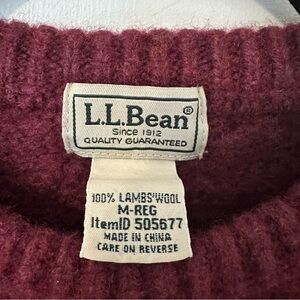 L.L.Bean®
Since 1912
QUALITY GUARANTEED
100% LAMBS'WOOL
M-REG
ItemID 505677
MADE IN CHINA
CARE ON REVERSE